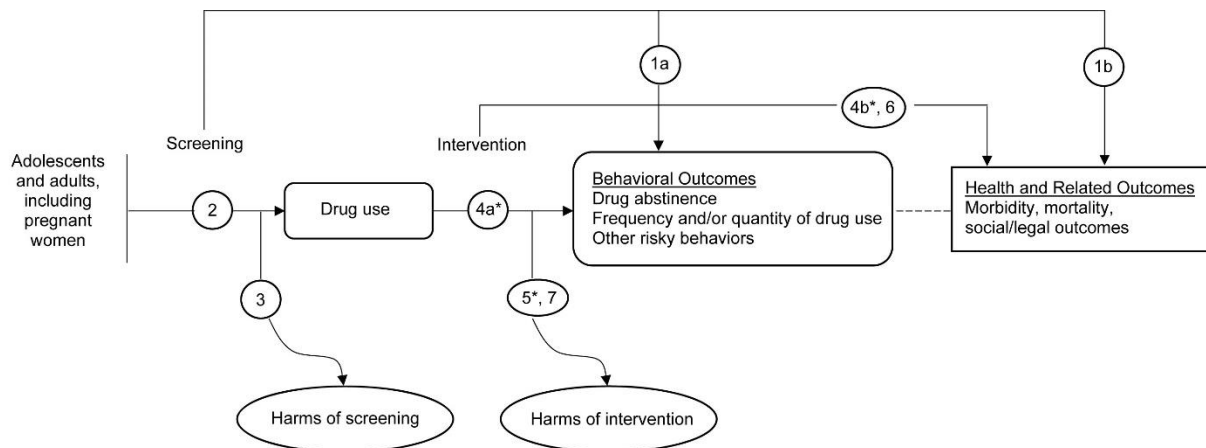 1a
1b
4b*, 6
Screening
Intervention
Adolescents
and adults,
including
pregnant
women
2
Drug use
4a*
Behavioral Outcomes
Drug abstinence
Frequency and/or quantity of drug use
Other risky behaviors
Health and Related Outcomes
Morbidity, mortality,
social/legal outcomes
3
5*, 7
Harms of screening
Harms of intervention